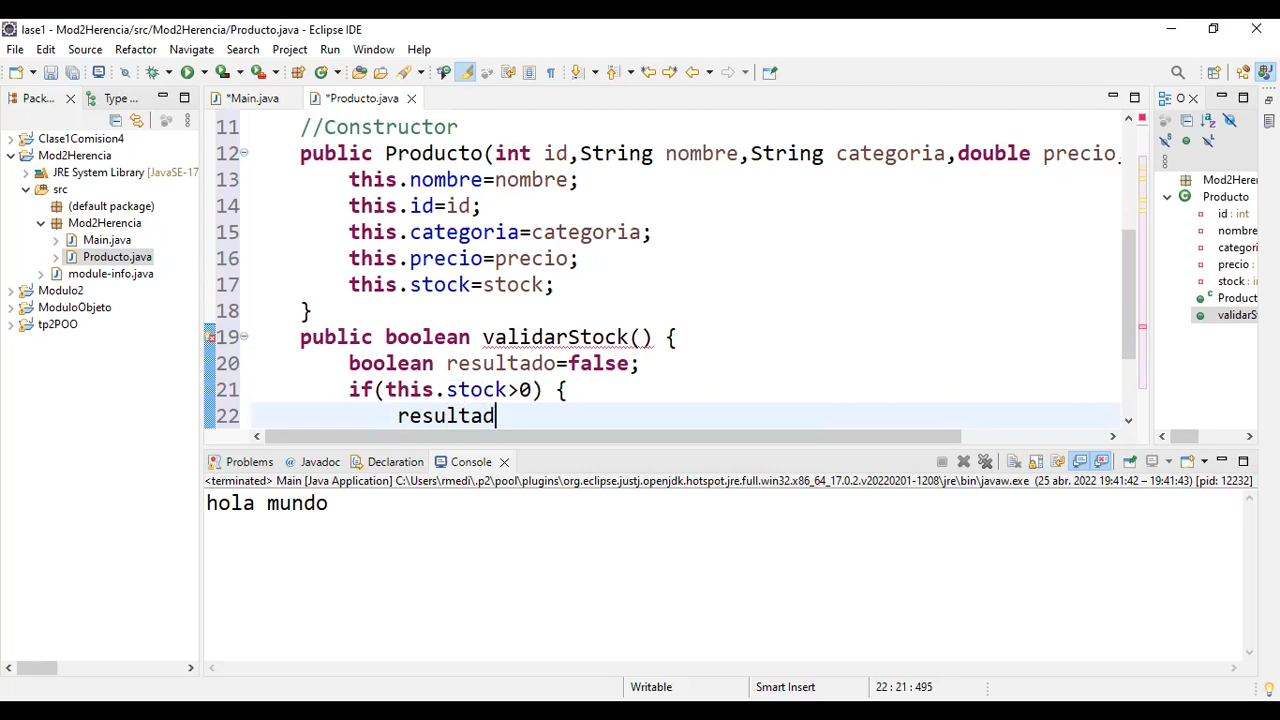 lase1 - Mod2Herencia/src/Mod2Herencia/Producto.java - Eclipse IDE
File Edit Source Refactor Navigate Search Project Run Window Help
Pack... Type ... *Main.java *Producto.java O
Clase1Comision4
Mod2Herencia
JRE System Library [JavaSE-17
src
(default package)
Mod2Herencia
Main.java
Producto.java
module-info.java
Modulo2
ModuloObjeto
tp2POO
11 //Constructor
12 public Producto(int id,String nombre,String categoria,double precio,
13 this.nombre=nombre;
14 this.id=id;
15 this.categoria=categoria;
16 this.precio=precio;
17 this.stock=stock;
18 }
19 public boolean validarStock() {
20 boolean resultado=false;
21 if(this.stock>0) {
22 resultad
Mod2Heren
Producto
id : int
nombre
categori
precio :
stock : in
Product
validarS
Problems Javadoc Declaration Console
<terminated> Main [Java Application] C:\Users\rmedi\.p2\pool\plugins\org.eclipse.justj.openjdk.hotspot.jre.full.win32.x86_64_17.0.2.v20220201-1208\jre\bin\javaw.exe (25 abr. 2022 19:41:42 – 19:41:43) [pid: 12232]
hola mundo
Writable Smart Insert 22 : 21 : 495